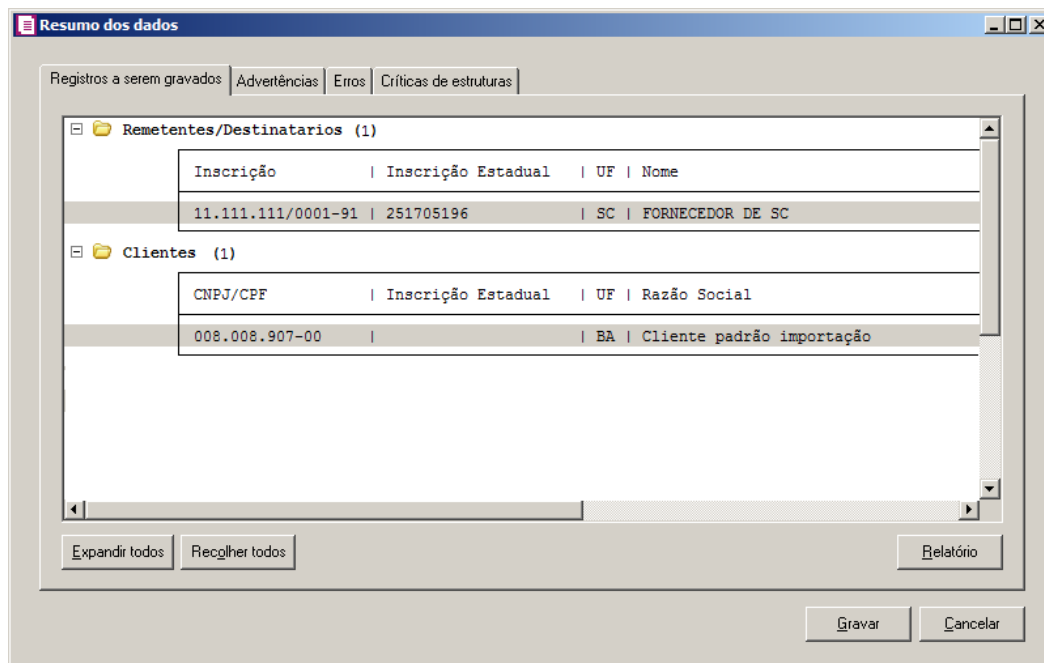 Resumo dos dados
Registros a serem gravados Advertências Erros Críticas de estruturas
Remetentes/Destinatarios (1)
Inscrição | Inscrição Estadual | UF | Nome
11.111.111/0001-91 | 251705196 | SC | FORNECEDOR DE SC
Clientes (1)
CNPJ/CPF | Inscrição Estadual | UF | Razão Social
008.008.907-00 | | BA | Cliente padrão importação
Expandir todos Recolher todos Relatório
Gravar Cancelar